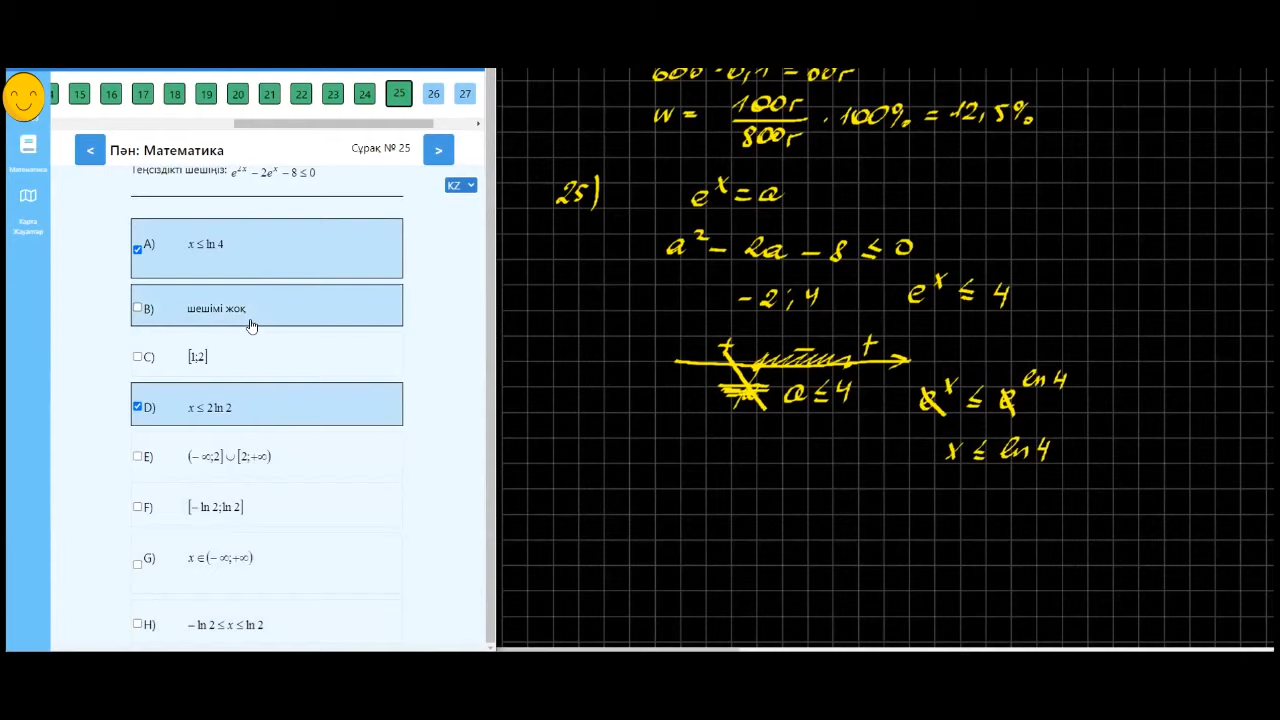 15 16 17 18 19 20 21 22 23 24 25 26 27
< Пән: Математика Сұрақ № 25 >
Теңсіздікті шешіңіз: e^{2x} − 2e^x − 8 ≤ 0
KZ
Математика
Карта
Жауаптар
A) x ≤ ln 4
B) шешімі жоқ
C) [1;2]
D) x ≤ 2 ln 2
E) (− ∞;2] ∪ [2;+∞)
F) [− ln 2; ln 2]
G) x ∈ (− ∞;+∞)
H) − ln 2 ≤ x ≤ ln 2
w = 100г/800г · 100% = 12,5%
25) e^x = a
a² − 2a − 8 ≤ 0
-2; 4 e^x ≤ 4
+ − +
a ≤ 4 e^x ≤ e^{ln 4}
x ≤ ln 4